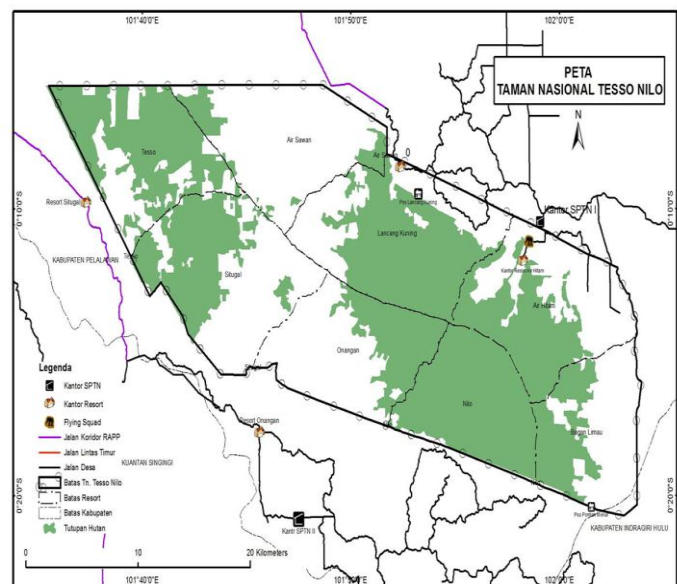 101°40'0"E
101°50'0"E
102°0'0"E
PETA
TAMAN NASIONAL TESSO NILO
N
Air Sawan
Tesso
0
Kantor SPTN I
Resort Situgal
0°10'0"S
0°10'0"S
Lancang Kuning
KABUPATEN PELALAWAN
Situgal
Air Hitam
Onangan
Legenda
Kantor SPTN
Kantor Resort
Flying Squad
Jalan Koridor RAPP
Jalan Lintas Timur
Jalan Desa
Batas Tn. Tesso Nilo
Batas Resort
Batas Kabupaten
Tutupan Hutan
Nilo
Resort Onangan
Bagan Limau
KUANTAN SINGINGI
0°20'0"S
0°20'0"S
Kantr SPTN II
KABUPATEN INDRAGIRI HULU
0
10
20 Kilometers
101°40'0"E
102°0'0"E